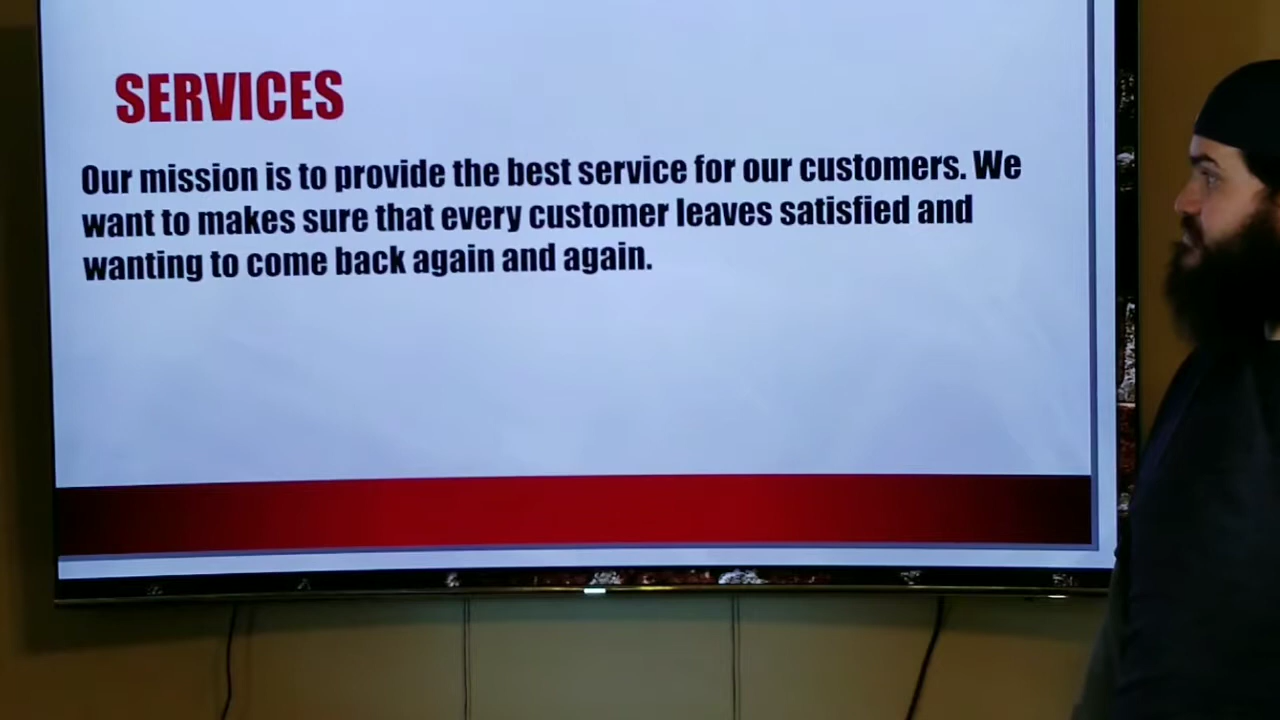 SERVICES
Our mission is to provide the best service for our customers. We
want to makes sure that every customer leaves satisfied and
wanting to come back again and again.